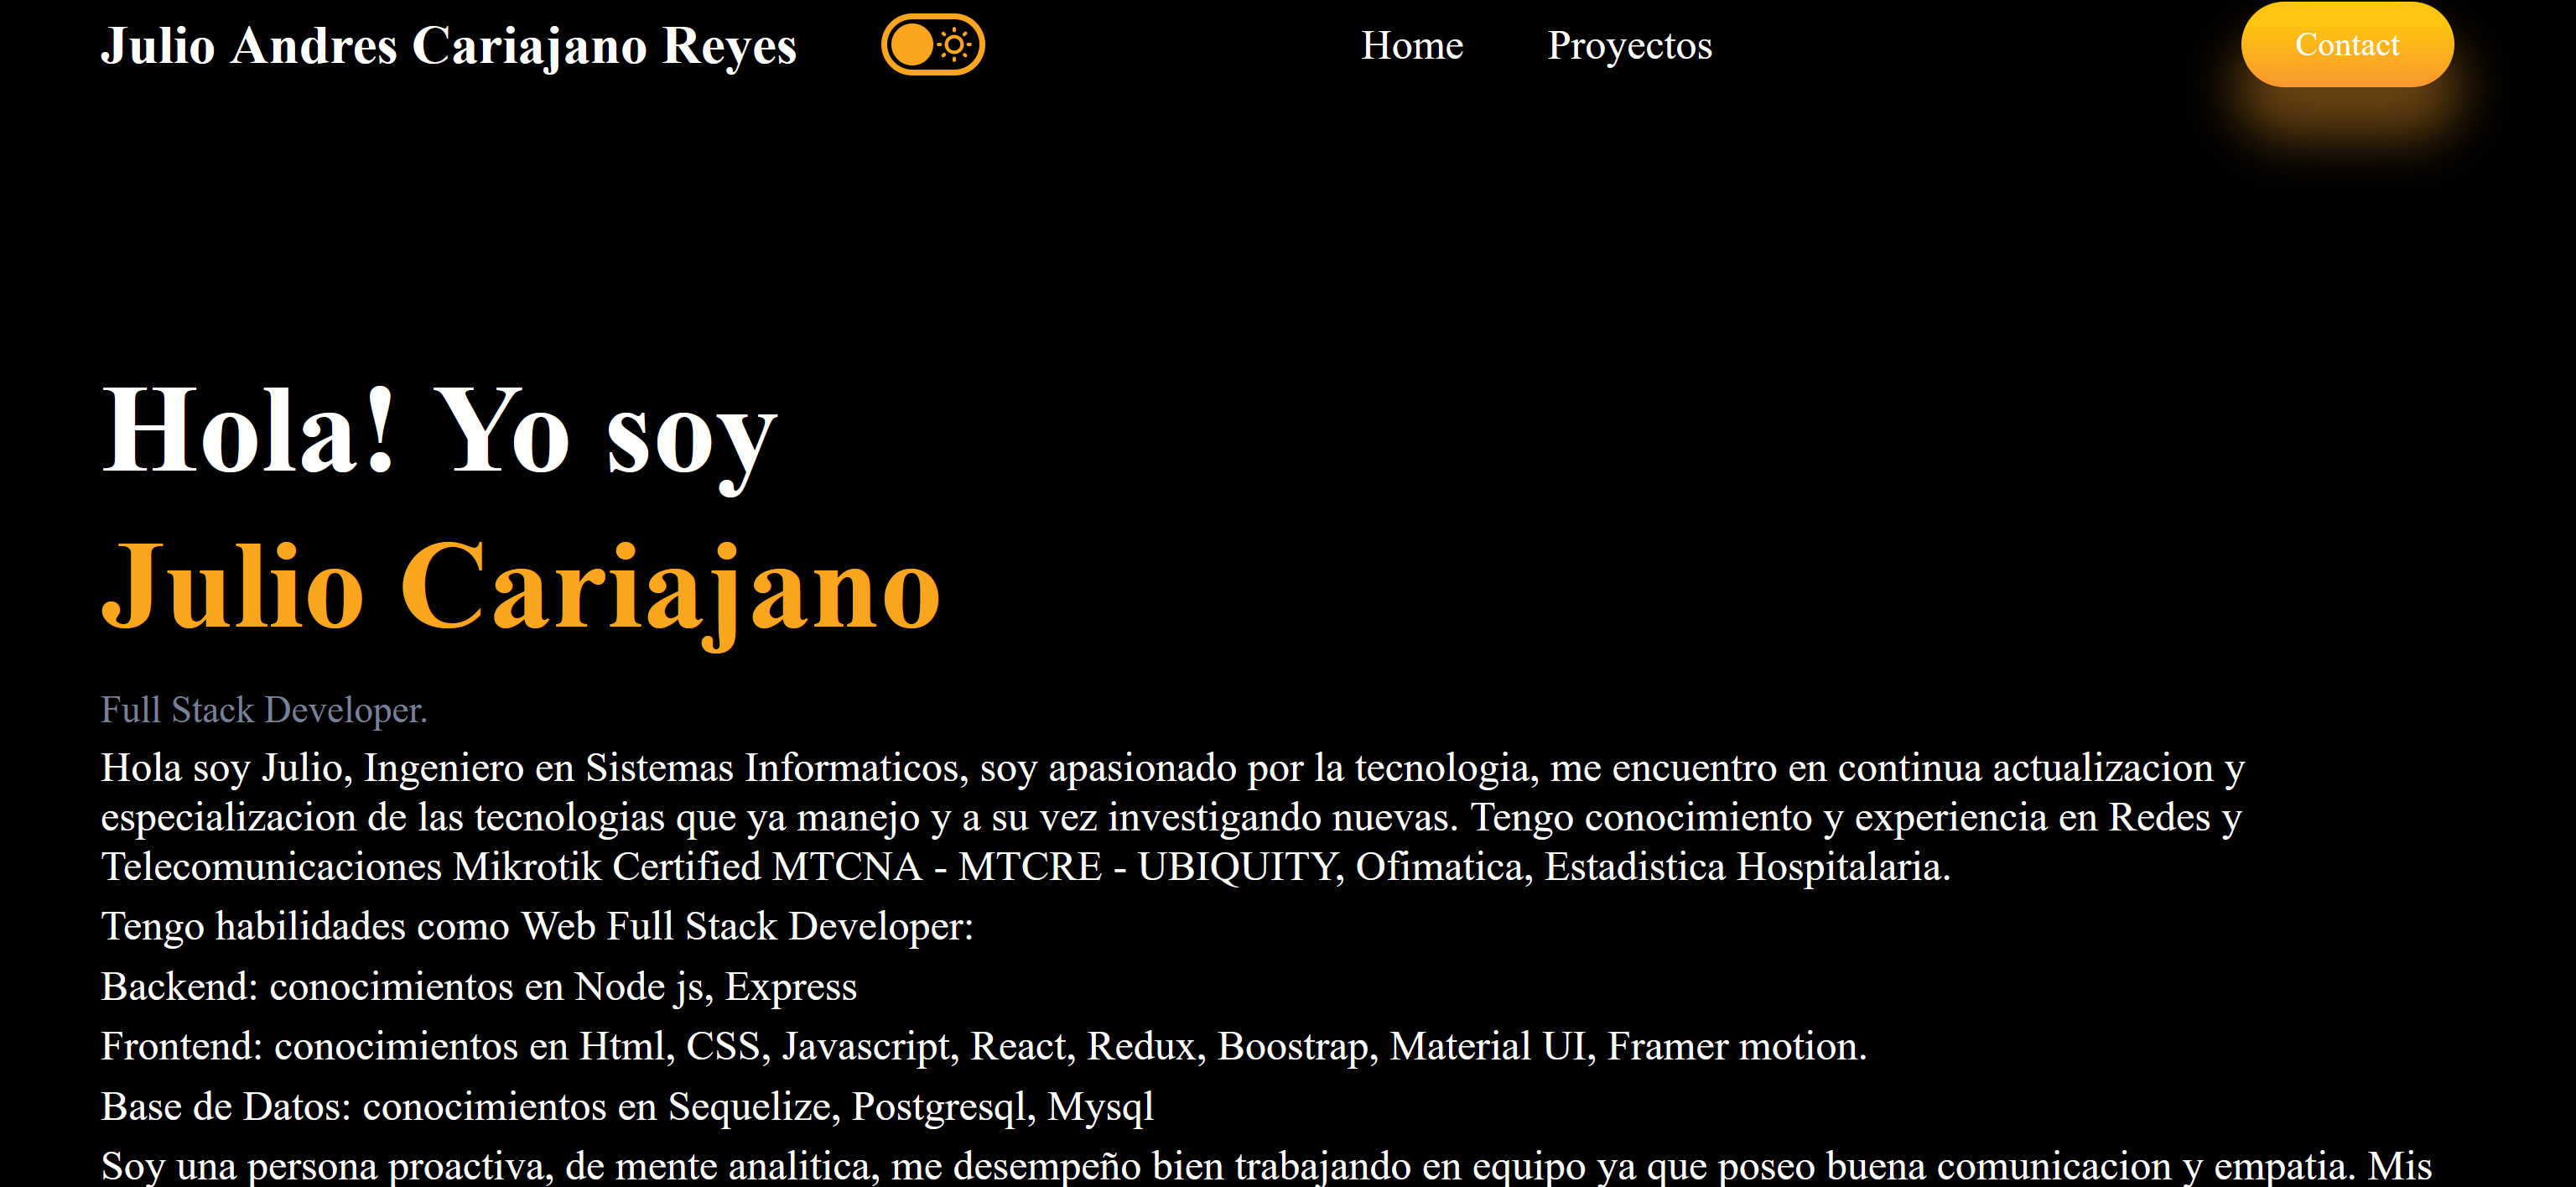 Julio Andres Cariajano Reyes
Home
Proyectos
Contact
Hola! Yo soy
Julio Cariajano
Full Stack Developer.
Hola soy Julio, Ingeniero en Sistemas Informaticos, soy apasionado por la tecnologia, me encuentro en continua actualizacion y
especializacion de las tecnologias que ya manejo y a su vez investigando nuevas. Tengo conocimiento y experiencia en Redes y
Telecomunicaciones Mikrotik Certified MTCNA - MTCRE - UBIQUITY, Ofimatica, Estadistica Hospitalaria.
Tengo habilidades como Web Full Stack Developer:
Backend: conocimientos en Node js, Express
Frontend: conocimientos en Html, CSS, Javascript, React, Redux, Boostrap, Material UI, Framer motion.
Base de Datos: conocimientos en Sequelize, Postgresql, Mysql
Soy una persona proactiva, de mente analitica, me desempeño bien trabajando en equipo ya que poseo buena comunicacion y empatia. Mis